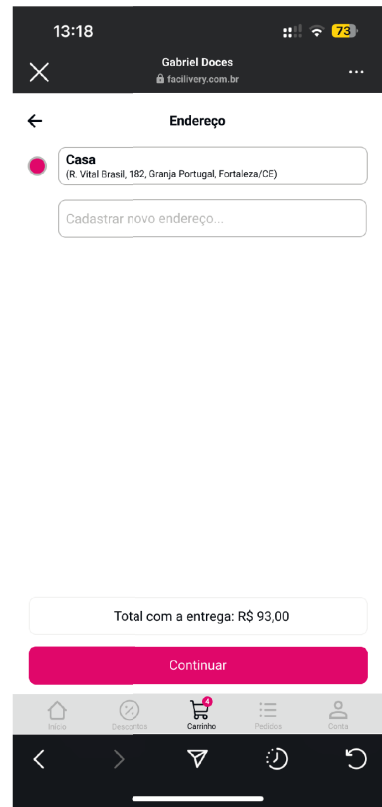 13:18
73
Gabriel Doces
facilivery.com.br
Endereço
Casa
(R. Vital Brasil, 182, Granja Portugal, Fortaleza/CE)
Cadastrar novo endereço...
Total com a entrega: R$ 93,00
Continuar
4
Início
Descontos
Carrinho
Pedidos
Conta